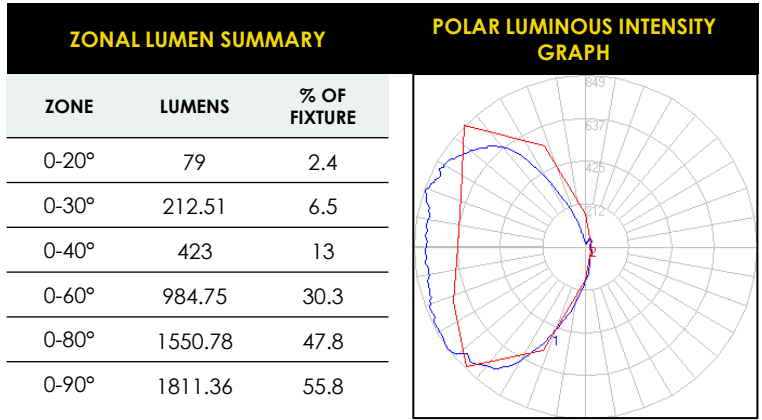 ZONAL LUMEN SUMMARY
ZONE LUMENS % OF FIXTURE
0-20° 79 2.4
0-30° 212.51 6.5
0-40° 423 13
0-60° 984.75 30.3
0-80° 1550.78 47.8
0-90° 1811.36 55.8
POLAR LUMINOUS INTENSITY
GRAPH
849
637
425
212
2
1